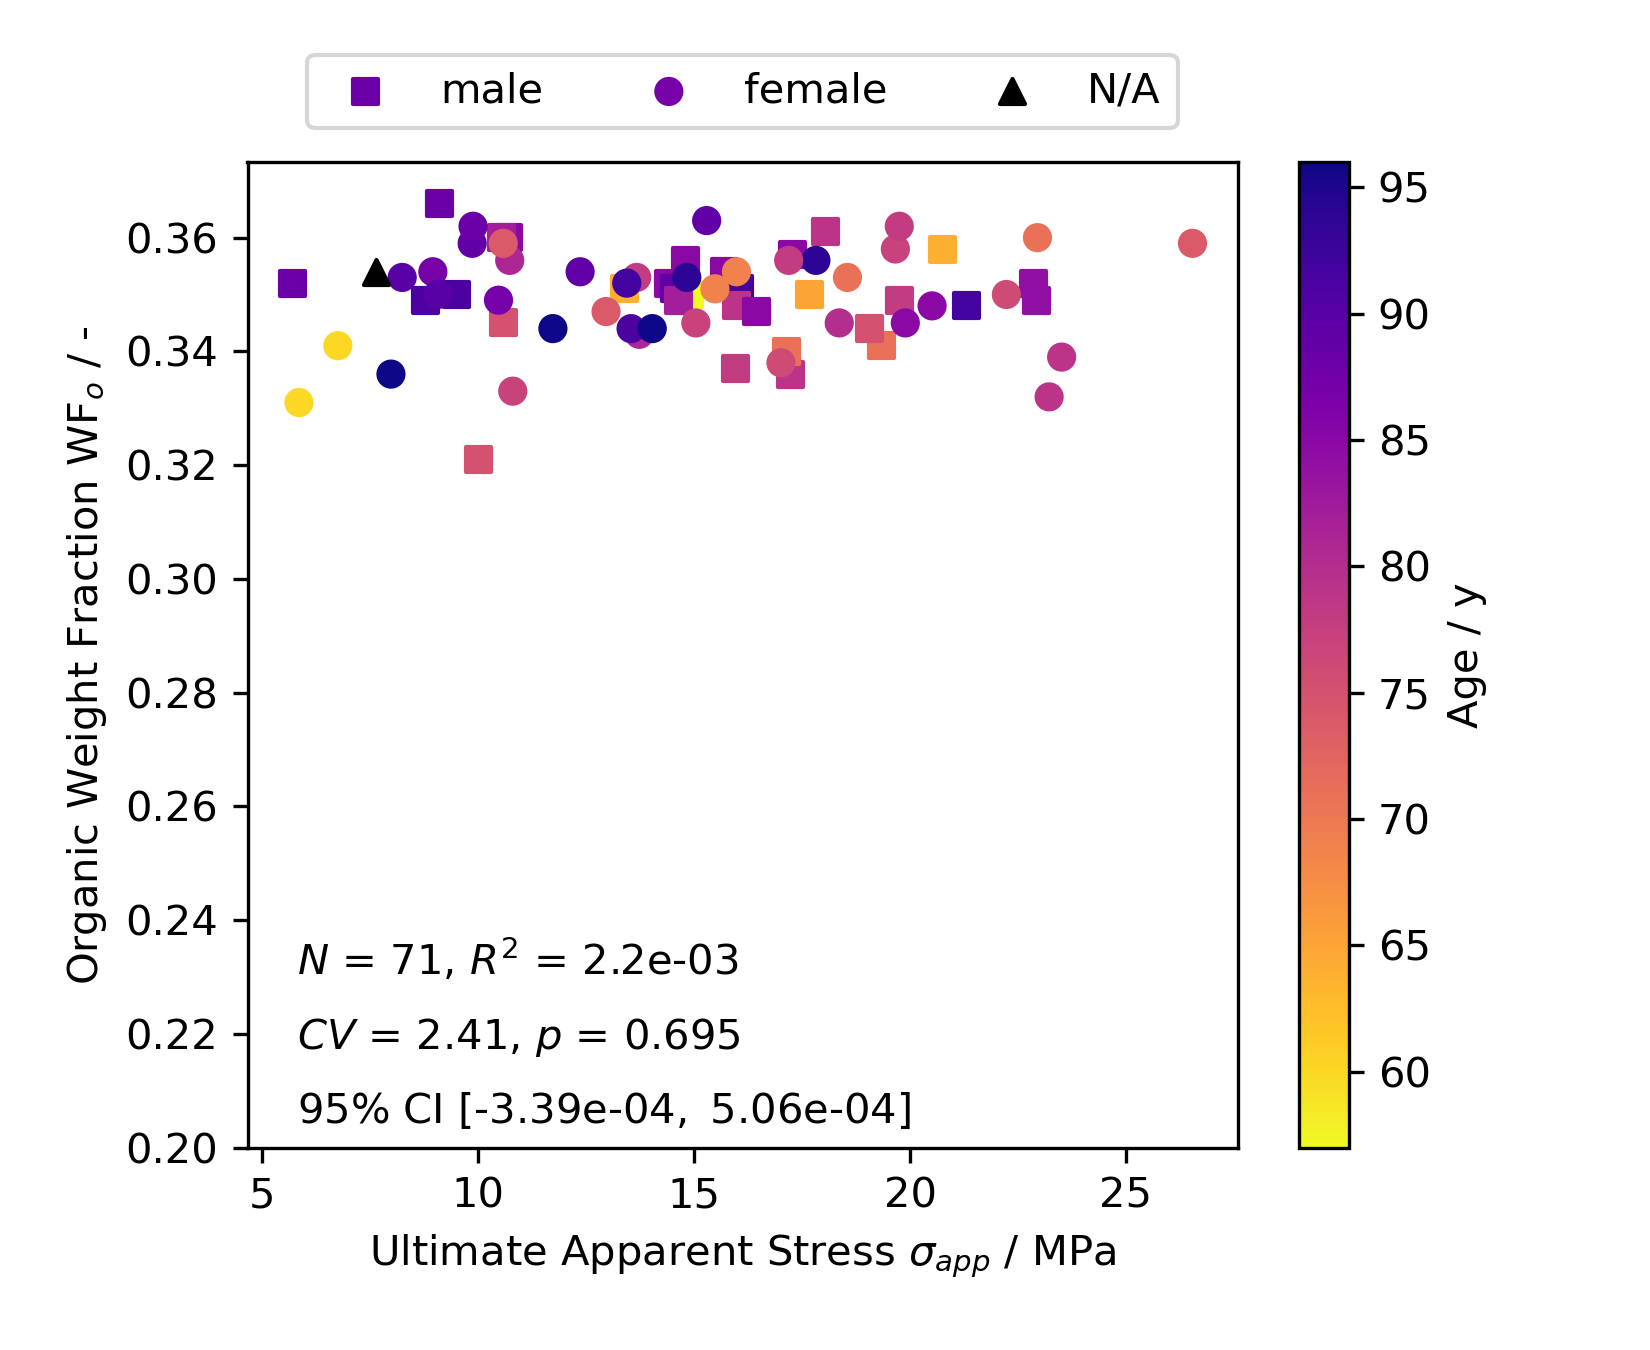 male female N/A
0.36
0.34
0.32
0.30
0.28
0.26
0.24
0.22
0.20
Organic Weight Fraction WFₒ / -
N = 71, R² = 2.2e-03
CV = 2.41, p = 0.695
95% CI [-3.39e-04, 5.06e-04]
5 10 15 20 25
Ultimate Apparent Stress σ_app / MPa
95
90
85
80
75
70
65
60
Age / y